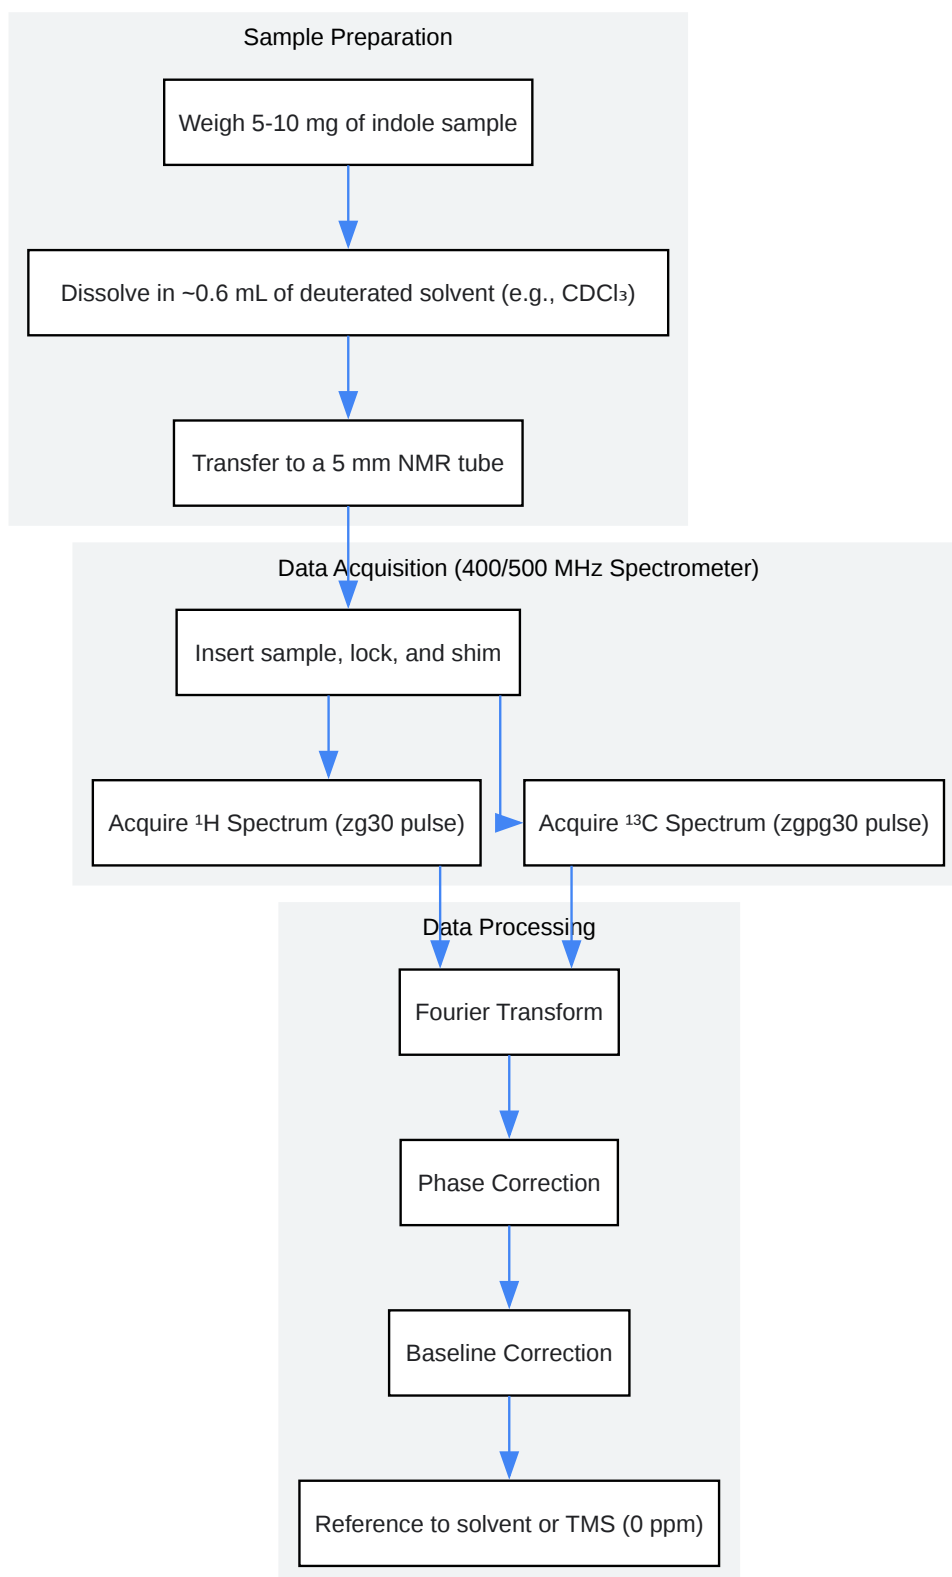 Sample Preparation
Weigh 5-10 mg of indole sample
Dissolve in ~0.6 mL of deuterated solvent (e.g., CDCl₃)
Transfer to a 5 mm NMR tube
Data Acquisition (400/500 MHz Spectrometer)
Insert sample, lock, and shim
Acquire ¹H Spectrum (zg30 pulse)
Acquire ¹³C Spectrum (zgpg30 pulse)
Data Processing
Fourier Transform
Phase Correction
Baseline Correction
Reference to solvent or TMS (0 ppm)